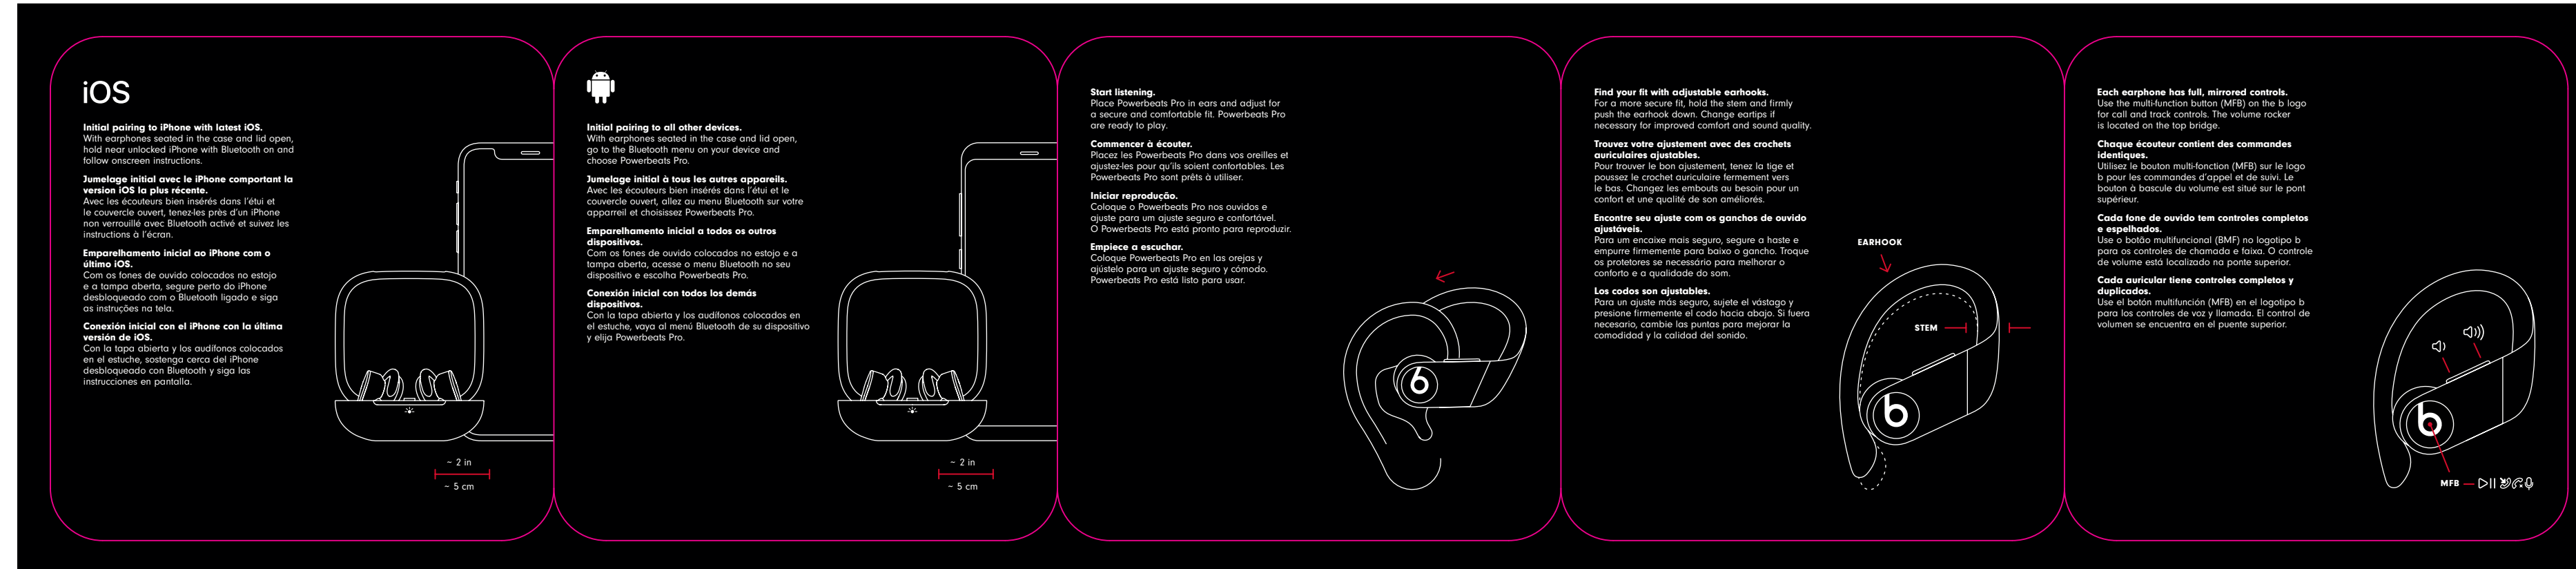 iOS
Initial pairing to iPhone with latest iOS.
With earphones seated in the case and lid open,
hold near unlocked iPhone with Bluetooth on and
follow onscreen instructions.
Jumelage initial avec le iPhone comportant la
version iOS la plus récente.
Avec les écouteurs bien insérés dans l'étui et
le couvercle ouvert, tenez-les près d'un iPhone
non verrouillé avec Bluetooth activé et suivez les
instructions à l'écran.
Emparelhamento inicial ao iPhone com o
último iOS.
Com os fones de ouvido colocados no estojo
e a tampa aberta, segure perto do iPhone
desbloqueado com o Bluetooth ligado e siga
as instruções na tela.
Conexión inicial con el iPhone con la última
versión de iOS.
Con la tapa abierta y los audífonos colocados
en el estuche, sostenga cerca del iPhone
desbloqueado con Bluetooth y siga las
instrucciones en pantalla.
~ 2 in
~ 5 cm
Initial pairing to all other devices.
With earphones seated in the case and lid open,
go to the Bluetooth menu on your device and
choose Powerbeats Pro.
Jumelage initial à tous les autres appareils.
Avec les écouteurs bien insérés dans l'étui et le
couvercle ouvert, allez au menu Bluetooth sur votre
appareil et choisissez Powerbeats Pro.
Emparelhamento inicial a todos os outros
dispositivos.
Com os fones de ouvido colocados no estojo e a
tampa aberta, acesse o menu Bluetooth no seu
dispositivo e escolha Powerbeats Pro.
Conexión inicial con todos los demás
dispositivos.
Con la tapa abierta y los audífonos colocados en
el estuche, vaya al menú Bluetooth de su dispositivo
y elija Powerbeats Pro.
~ 2 in
~ 5 cm
Start listening.
Place Powerbeats Pro in ears and adjust for
a secure and comfortable fit. Powerbeats Pro
are ready to play.
Commencer à écouter.
Placez les Powerbeats Pro dans vos oreilles et
ajustez-les pour qu'ils soient confortables. Les
Powerbeats Pro sont prêts à utiliser.
Iniciar reprodução.
Coloque o Powerbeats Pro nos ouvidos e
ajuste para um ajuste seguro e confortável.
O Powerbeats Pro está pronto para reproduzir.
Empiece a escuchar.
Coloque Powerbeats Pro en las orejas y
ajústelo para un ajuste seguro y cómodo.
Powerbeats Pro está listo para usar.
Find your fit with adjustable earhooks.
For a more secure fit, hold the stem and firmly
push the earhook down. Change eartips if
necessary for improved comfort and sound quality.
Trouvez votre ajustement avec des crochets
auriculaires ajustables.
Pour trouver le bon ajustement, tenez la tige et
poussez le crochet auriculaire fermement vers
le bas. Changez les embouts au besoin pour un
confort et une qualité de son améliorés.
Encontre seu ajuste com os ganchos de ouvido
ajustáveis.
Para um encaixe mais seguro, segure a haste e
empurre firmemente para baixo o gancho. Troque
os protetores se necessário para melhorar o
conforto e a qualidade do som.
Los codos son ajustables.
Para un ajuste más seguro, sujete el vástago y
presione firmemente el codo hacia abajo. Si fuera
necesario, cambie las puntas para mejorar la
comodidad y la calidad del sonido.
EARHOOK
STEM
Each earphone has full, mirrored controls.
Use the multi-function button (MFB) on the b logo
for call and track controls. The volume rocker
is located on the top bridge.
Chaque écouteur contient des commandes
identiques.
Utilisez le bouton multi-fonction (MFB) sur le logo
b pour les commandes d'appel et de suivi. Le
bouton à bascule du volume est situé sur le pont
supérieur.
Cada fone de ouvido tem controles completos
e espelhados.
Use o botão multifuncional (BMF) no logotipo b
para os controles de chamada e faixa. O controle
de volume está localizado na ponte superior.
Cada auricular tiene controles completos y
duplicados.
Use el botón multifunción (MFB) en el logotipo b
para los controles de voz y llamada. El control de
volumen se encuentra en el puente superior.
MFB